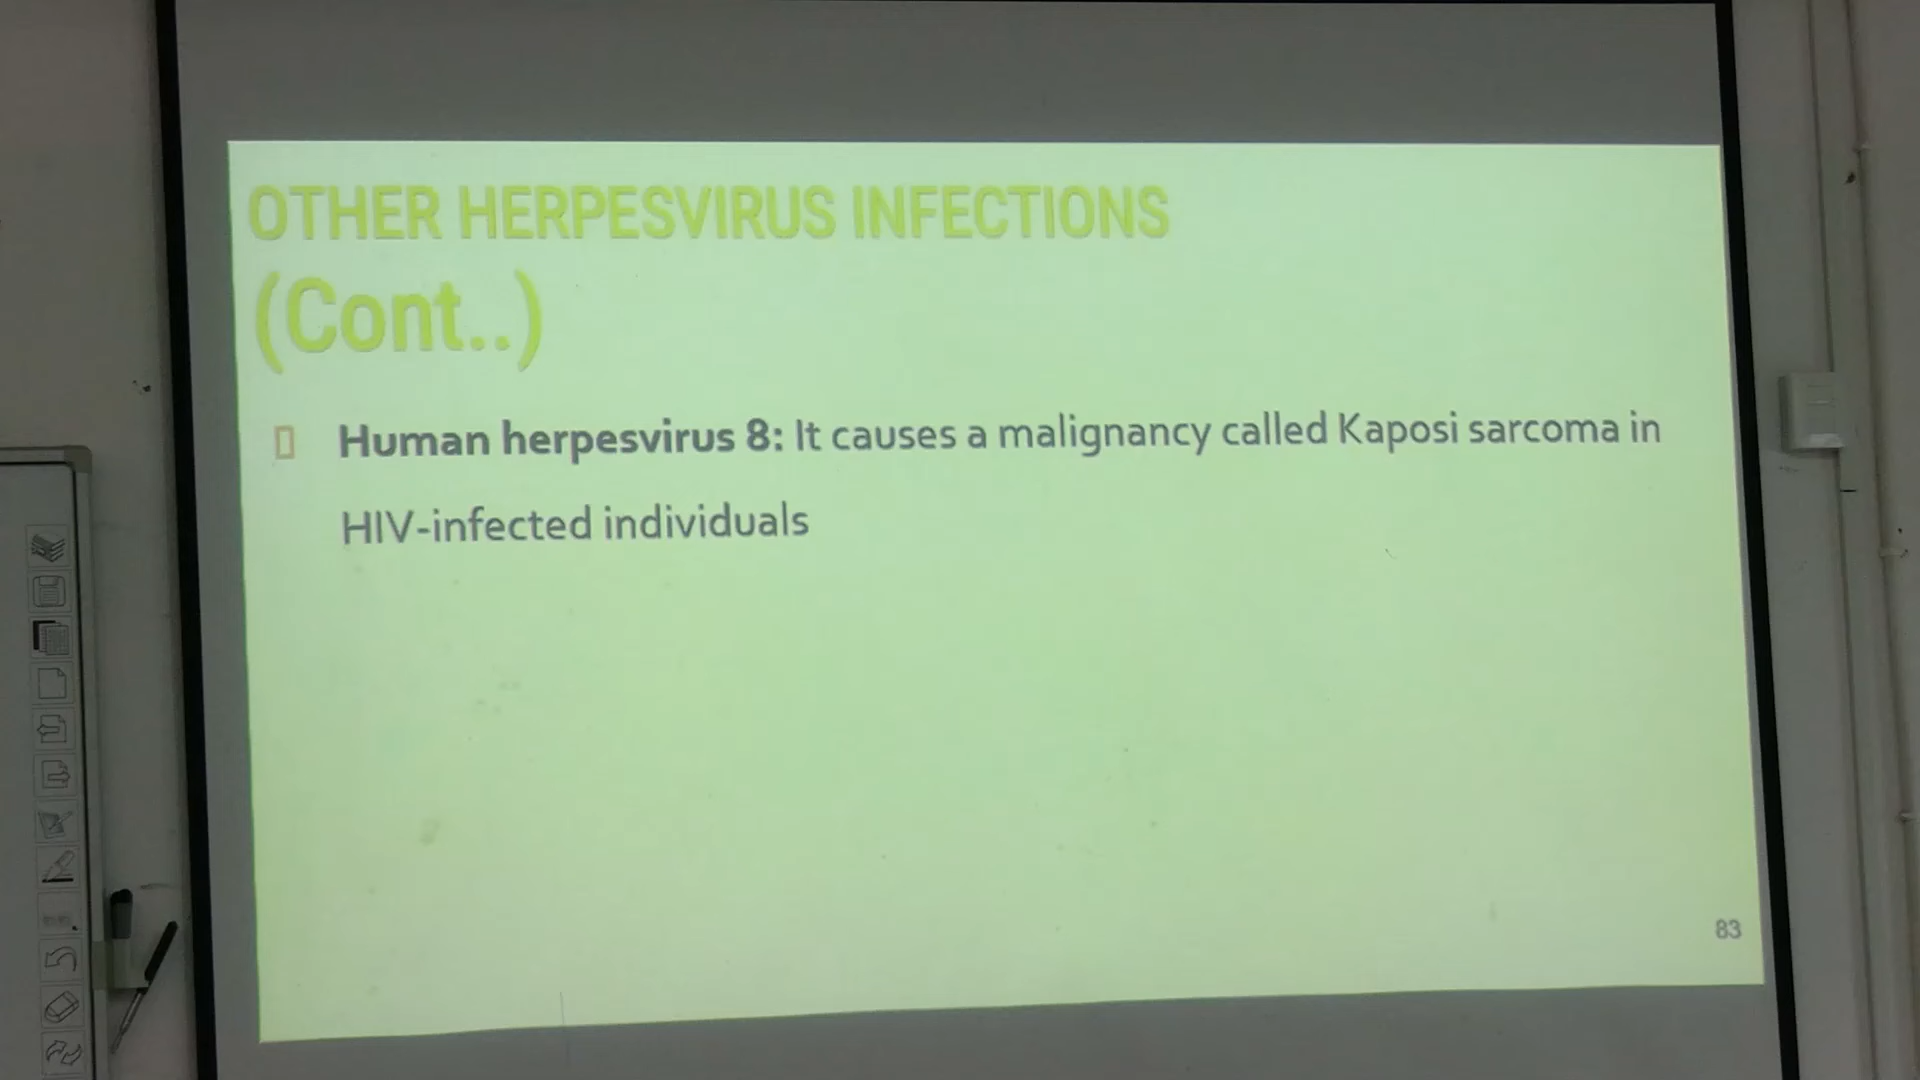 OTHER HERPESVIRUS INFECTIONS
(Cont..)
Human herpesvirus 8: It causes a malignancy called Kaposi sarcoma in
HIV-infected individuals
83